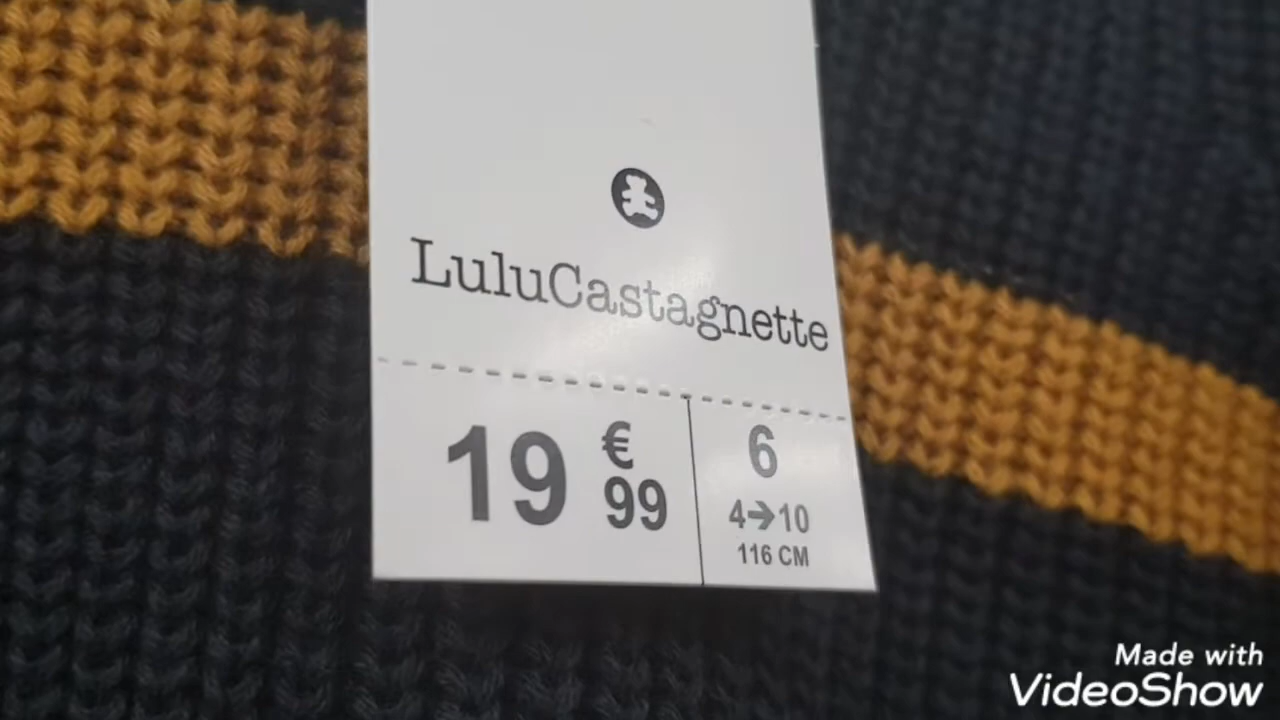 LuluCastagnette
19 € 99
6
4→10
116 CM
Made with
VideoShow